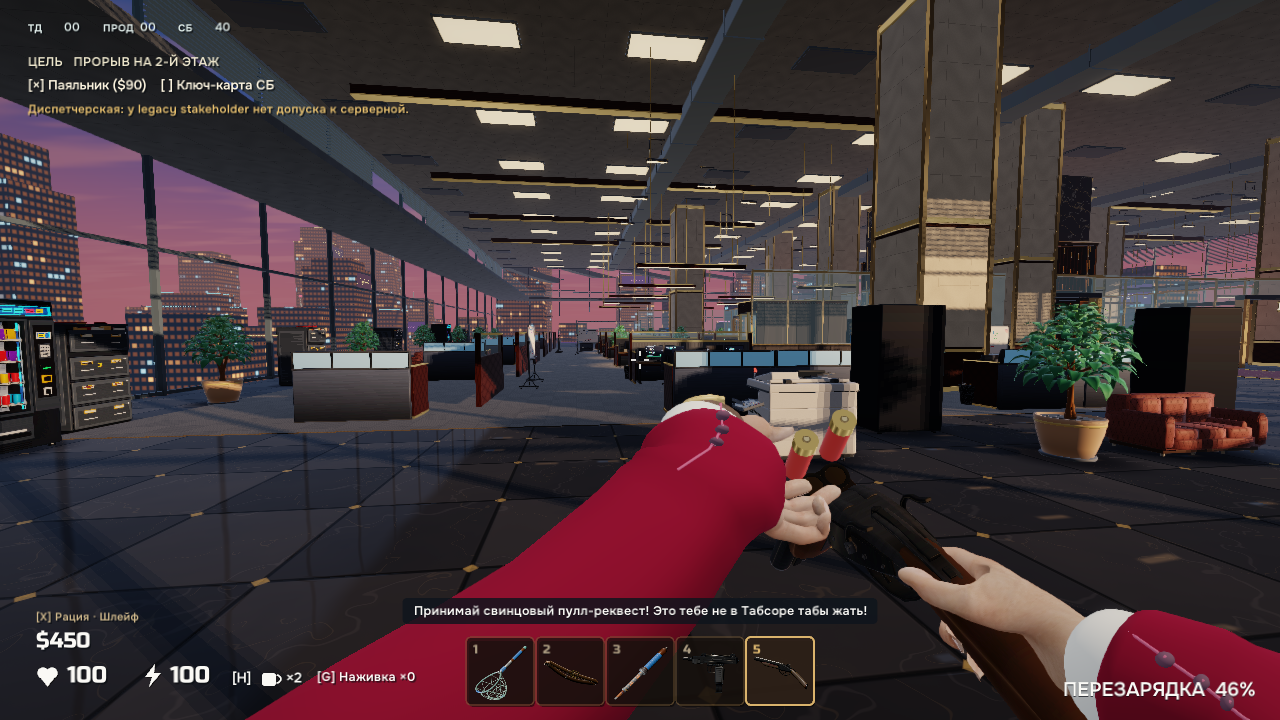 ТД 00 ПРОД 00 СБ 40
ЦЕЛЬ ПРОРЫВ НА 2-Й ЭТАЖ
[×] Паяльник ($90) [ ] Ключ-карта СБ
Диспетчерская: у legacy stakeholder нет допуска к серверной.
[X] Рация · Шлейф
$450
100 100 [H] ×2 [G] Наживка ×0
Принимай свинцовый пулл-реквест! Это тебе не в Табсоре табы жать!
1 2 3 4 5
ПЕРЕЗАРЯДКА 46%